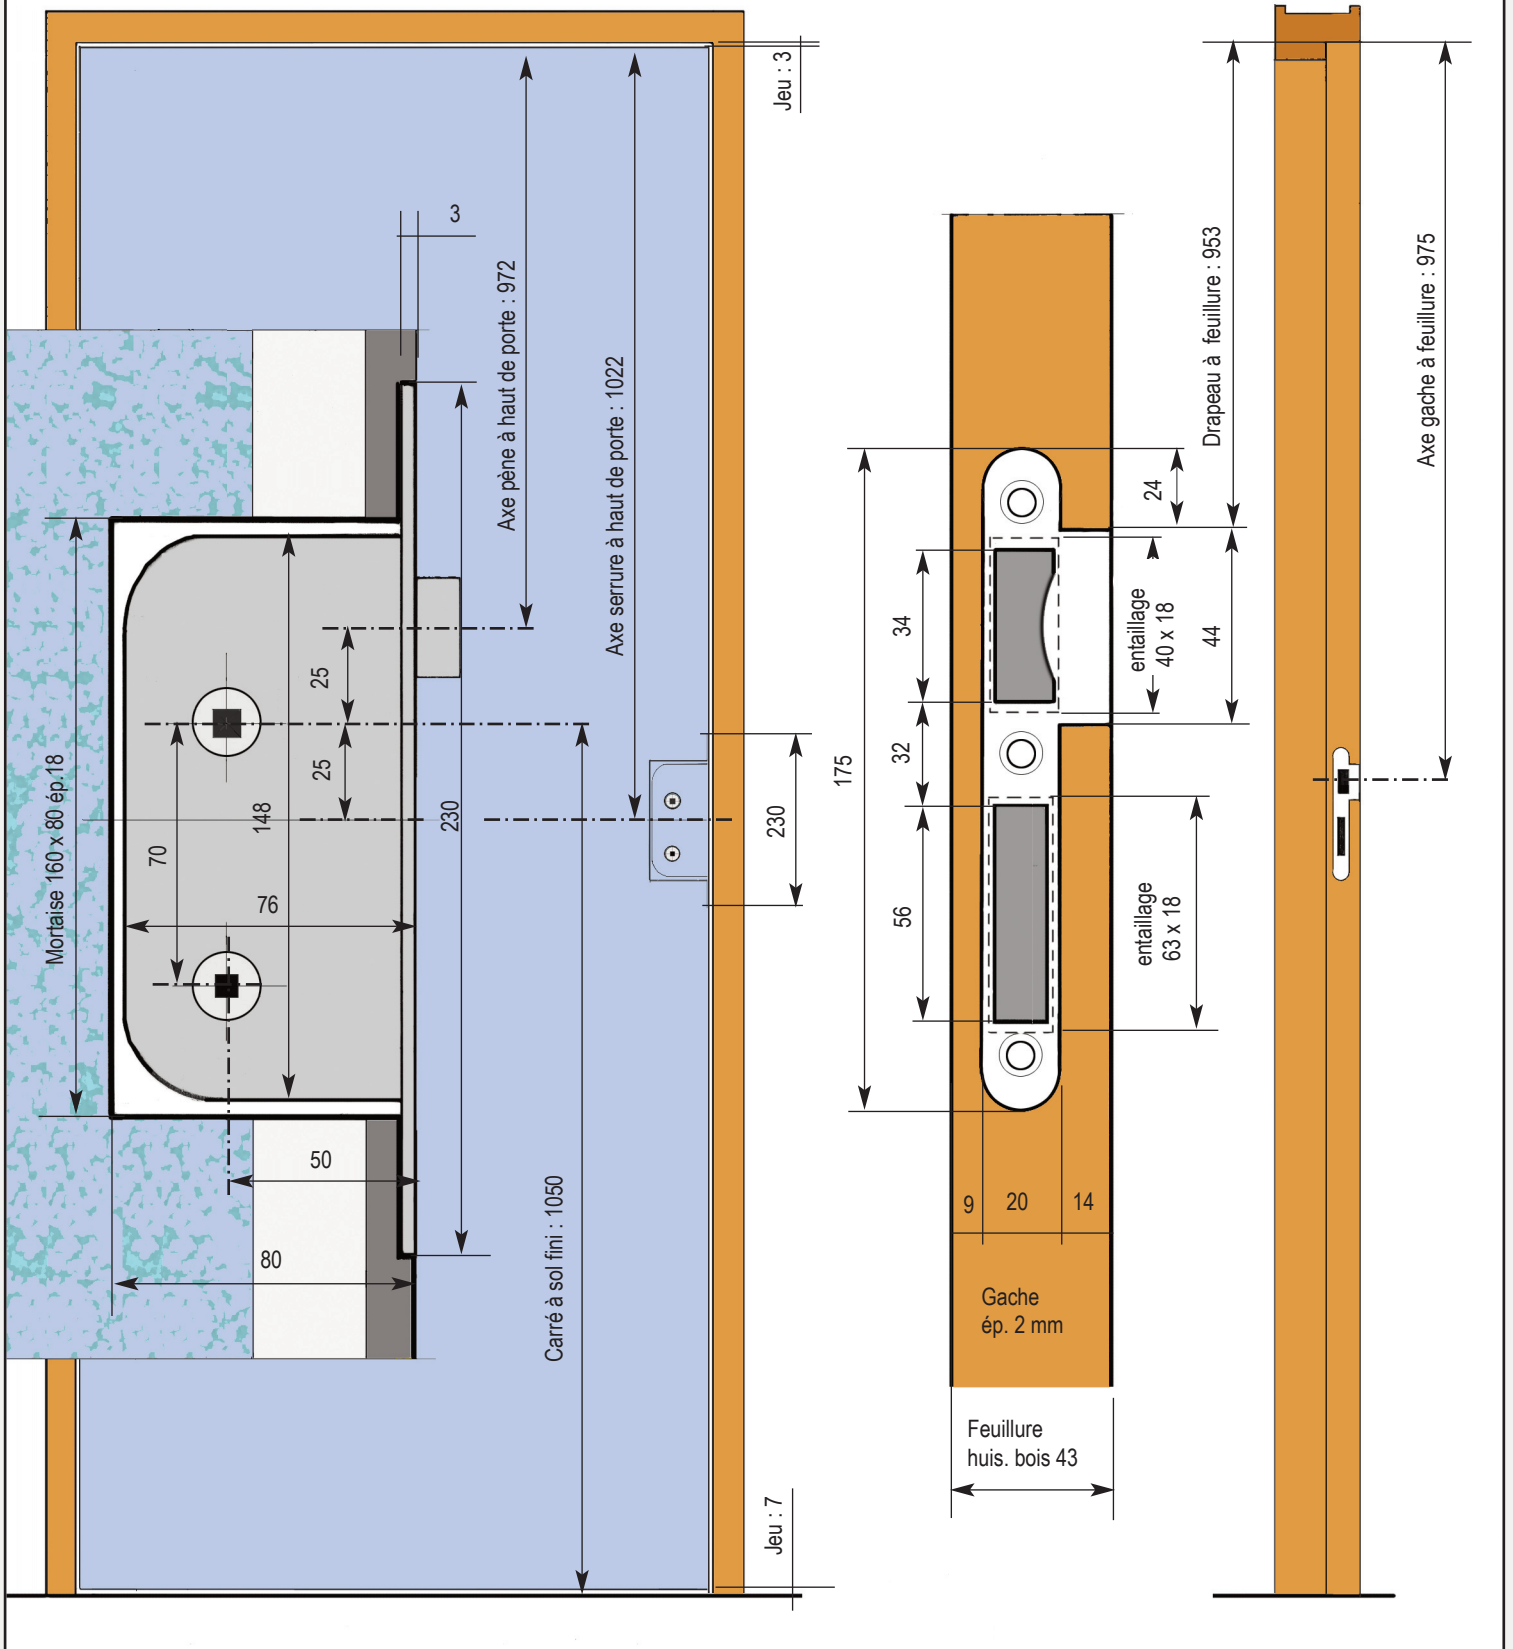 Jeu : 3
3
Axe pène à haut de porte : 972
Axe serrure à haut de porte : 1022
25
25
70
148
76
230
230
Mortaise 160 x 80 ép.18
50
80
Carré à sol fini : 1050
Jeu : 7
Drapeau à feuillure : 953
Axe gache à feuillure : 975
24
34
entaillage
40 x 18
44
32
175
56
entaillage
63 x 18
9
20
14
Gache
ép. 2 mm
Feuillure
huis. bois 43